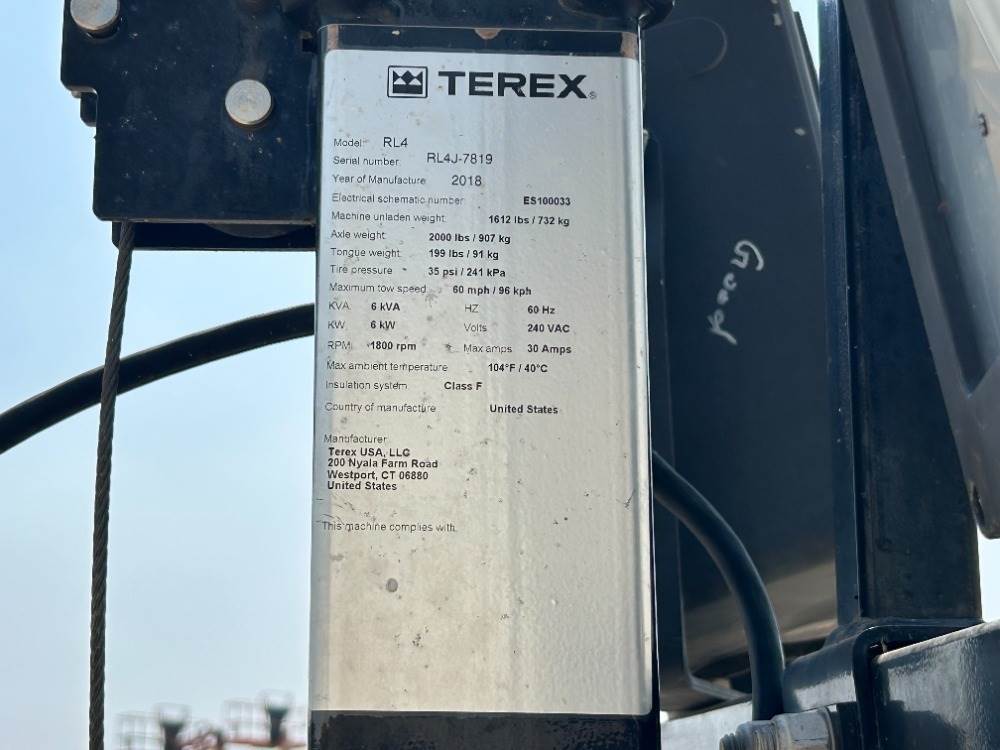 TEREX®
Model: RL4
Serial number: RL4J-7819
Year of Manufacture 2018
Electrical schematic number ES100033
Machine unladen weight 1612 lbs / 732 kg
Axle weight 2000 lbs / 907 kg
Tongue weight 199 lbs / 91 kg
Tire pressure 35 psi / 241 kPa
Maximum tow speed 60 mph / 96 kph
KVA 6 kVA HZ 60 Hz
KW 6 kW Volts 240 VAC
RPM 1800 rpm Max amps 30 Amps
Max ambient temperature 104°F / 40°C
Insulation system Class F
Country of manufacture United States
Manufacturer
Terex USA, LLC
200 Nyala Farm Road
Westport, CT 06880
United States
This machine complies with